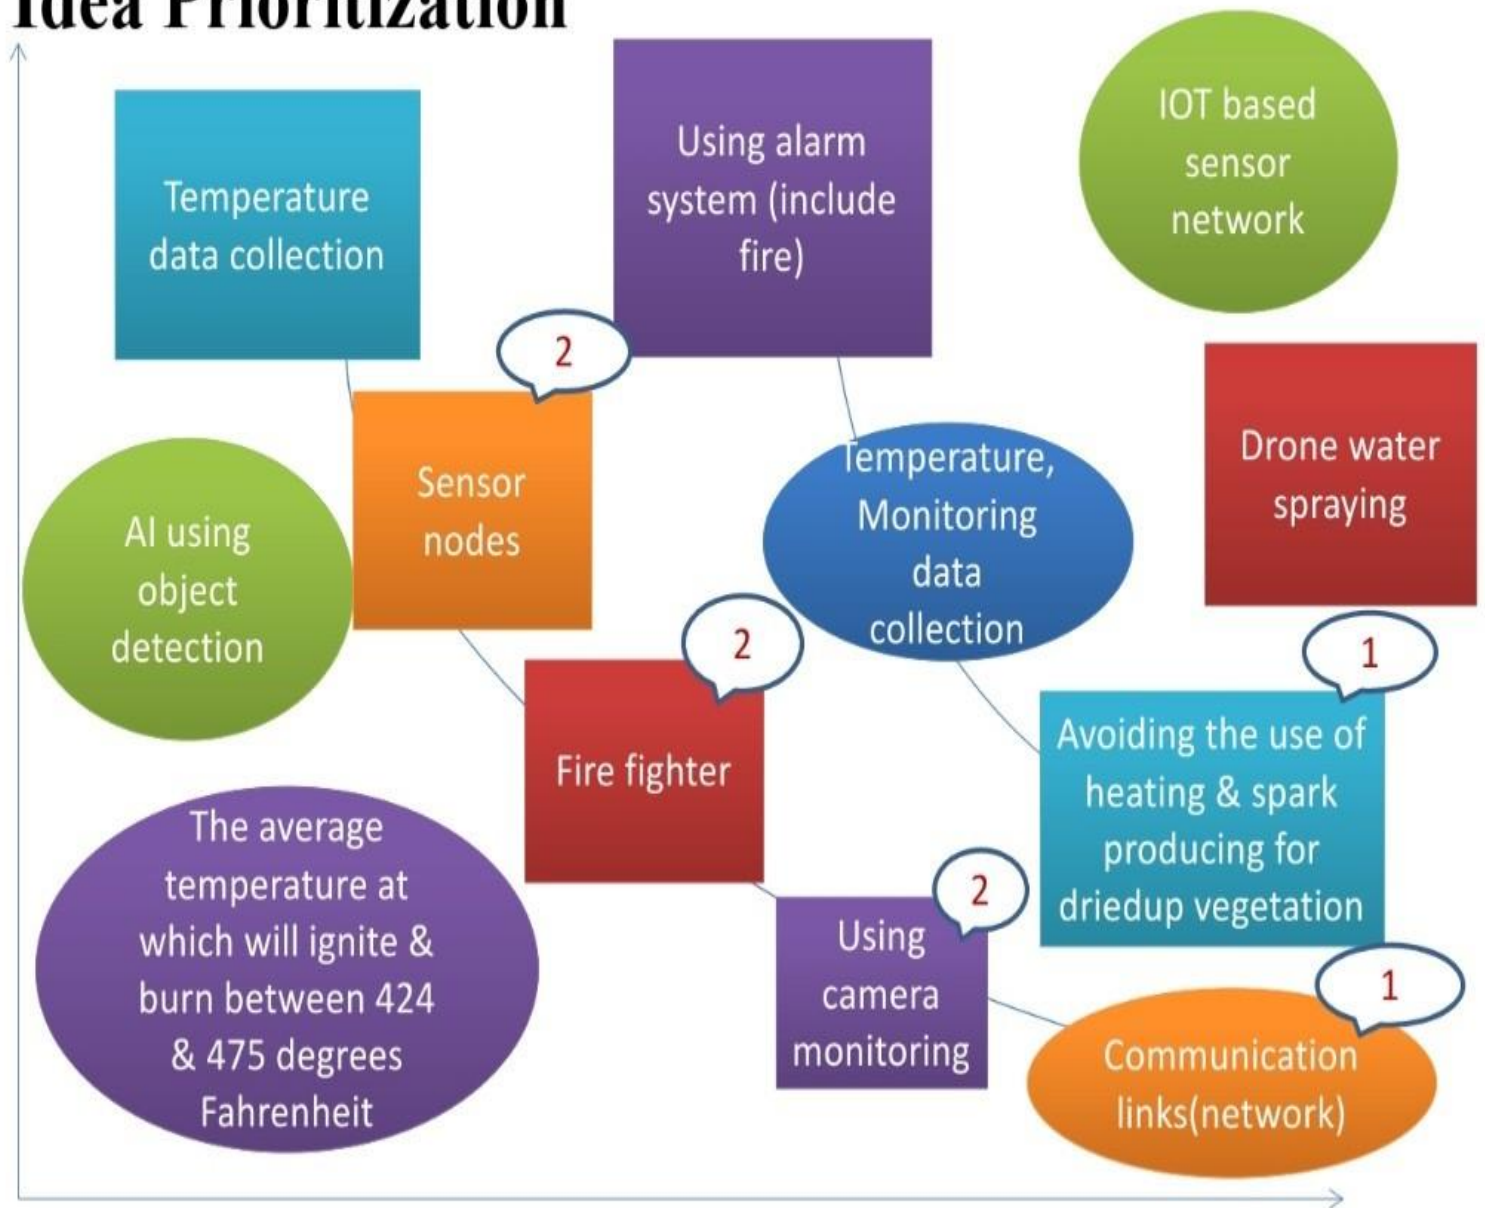 Idea Prioritization
Temperature
data collection
Using alarm
system (include
fire)
IOT based
sensor
network
2
Sensor
nodes
Drone water
spraying
AI using
object
detection
Temperature,
Monitoring
data
collection
2
Fire fighter
1
Avoiding the use of
heating & spark
producing for
driedup vegetation
The average
temperature at
which will ignite &
burn between 424
& 475 degrees
Fahrenheit
2
Using
camera
monitoring
1
Communication
links(network)